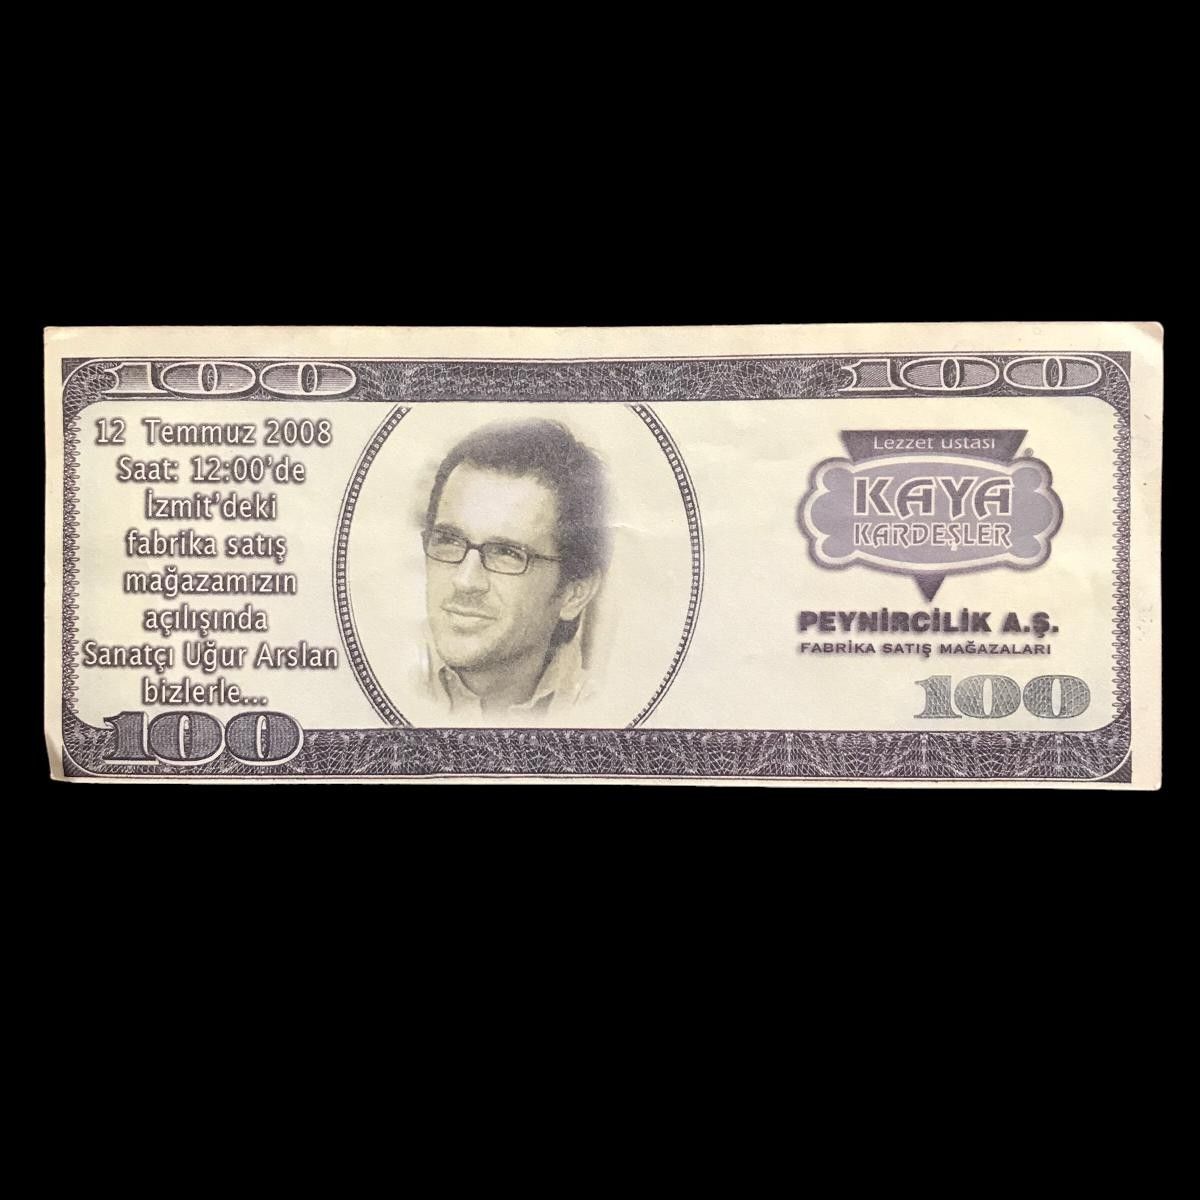 100
100
12 Temmuz 2008
Saat: 12:00'de
İzmit'deki
fabrika satış
mağazamızın
açılışında
Sanatçı Uğur Arslan
bizlerle...
100
Lezzet ustası
KAYA
KARDEŞLER
®
PEYNİRCİLİK A.Ş.
FABRİKA SATIŞ MAĞAZALARI
100